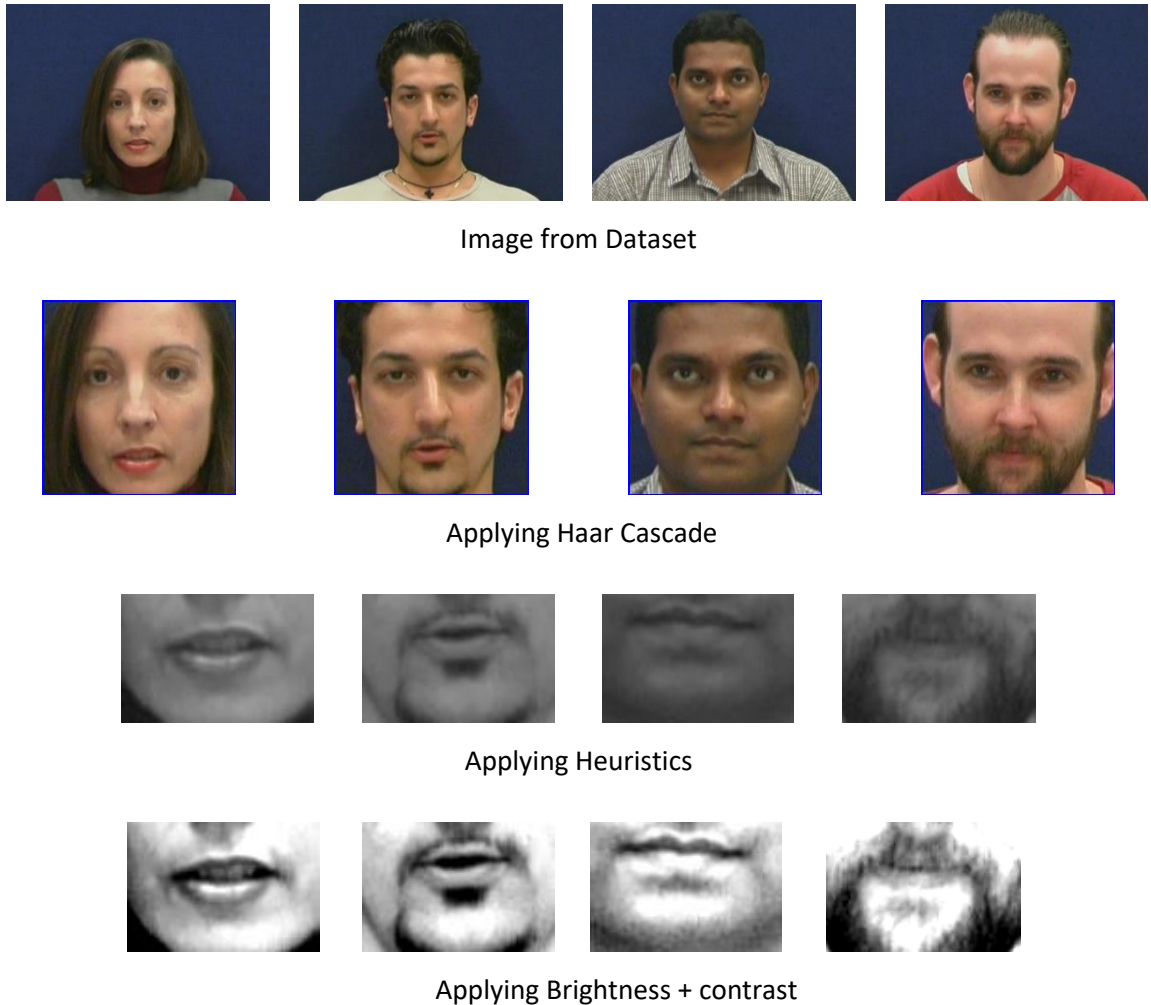 Image from Dataset
Applying Haar Cascade
Applying Heuristics
Applying Brightness + contrast